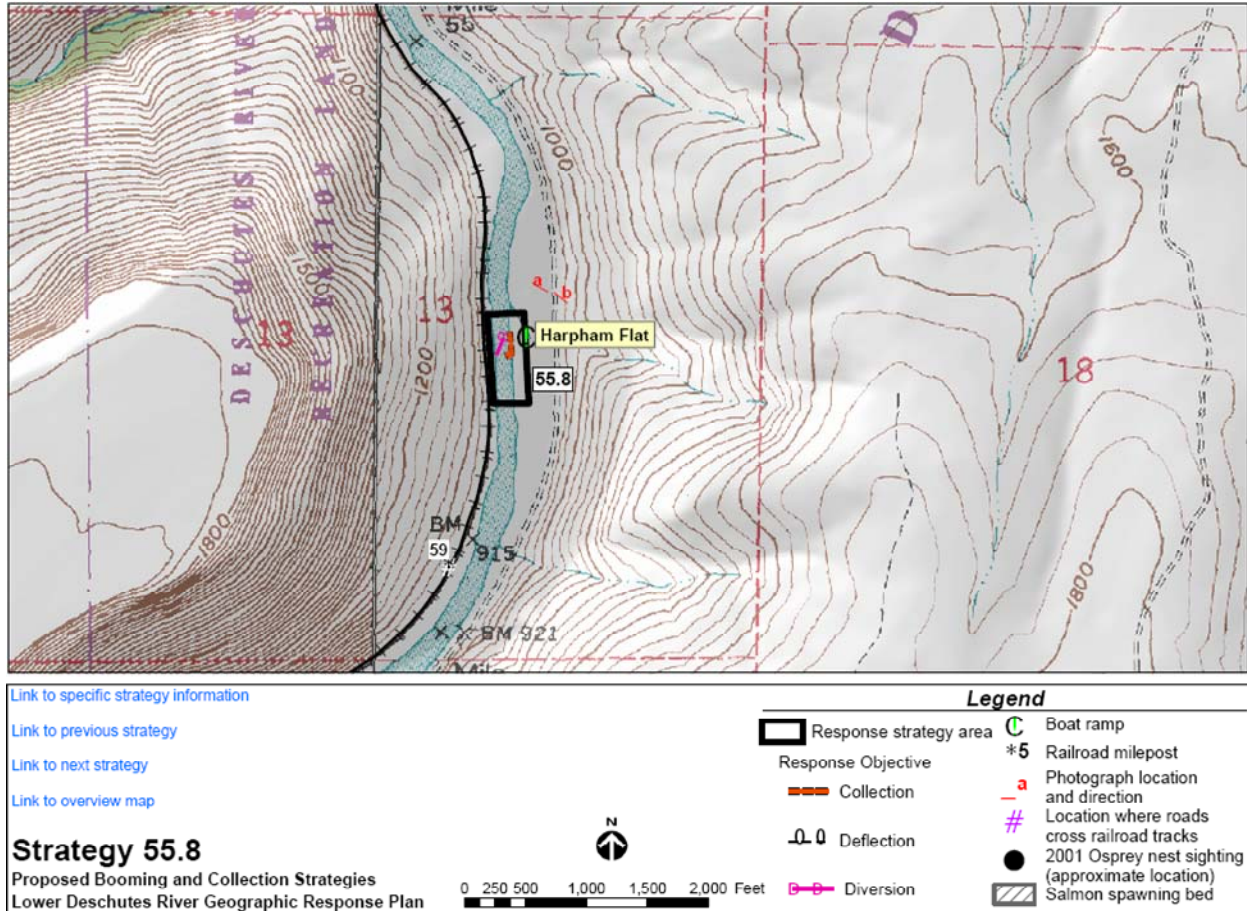 Mile
55
D
DESCHUTES RIVER
RECREATION LAND
1100
1000
1600
1500
13
13
Harpham Flat
55.8
18
1200
1800
BM
59
915
1800
BM 921
Mile
Link to specific strategy information
Link to previous strategy
Link to next strategy
Link to overview map
Strategy 55.8
Proposed Booming and Collection Strategies
Lower Deschutes River Geographic Response Plan
N
0 250 500 1,000 1,500 2,000 Feet
Legend
Response strategy area
Response Objective
Collection
Deflection
Diversion
Boat ramp
*5 Railroad milepost
a Photograph location
and direction
# Location where roads
cross railroad tracks
2001 Osprey nest sighting
(approximate location)
Salmon spawning bed
a
b